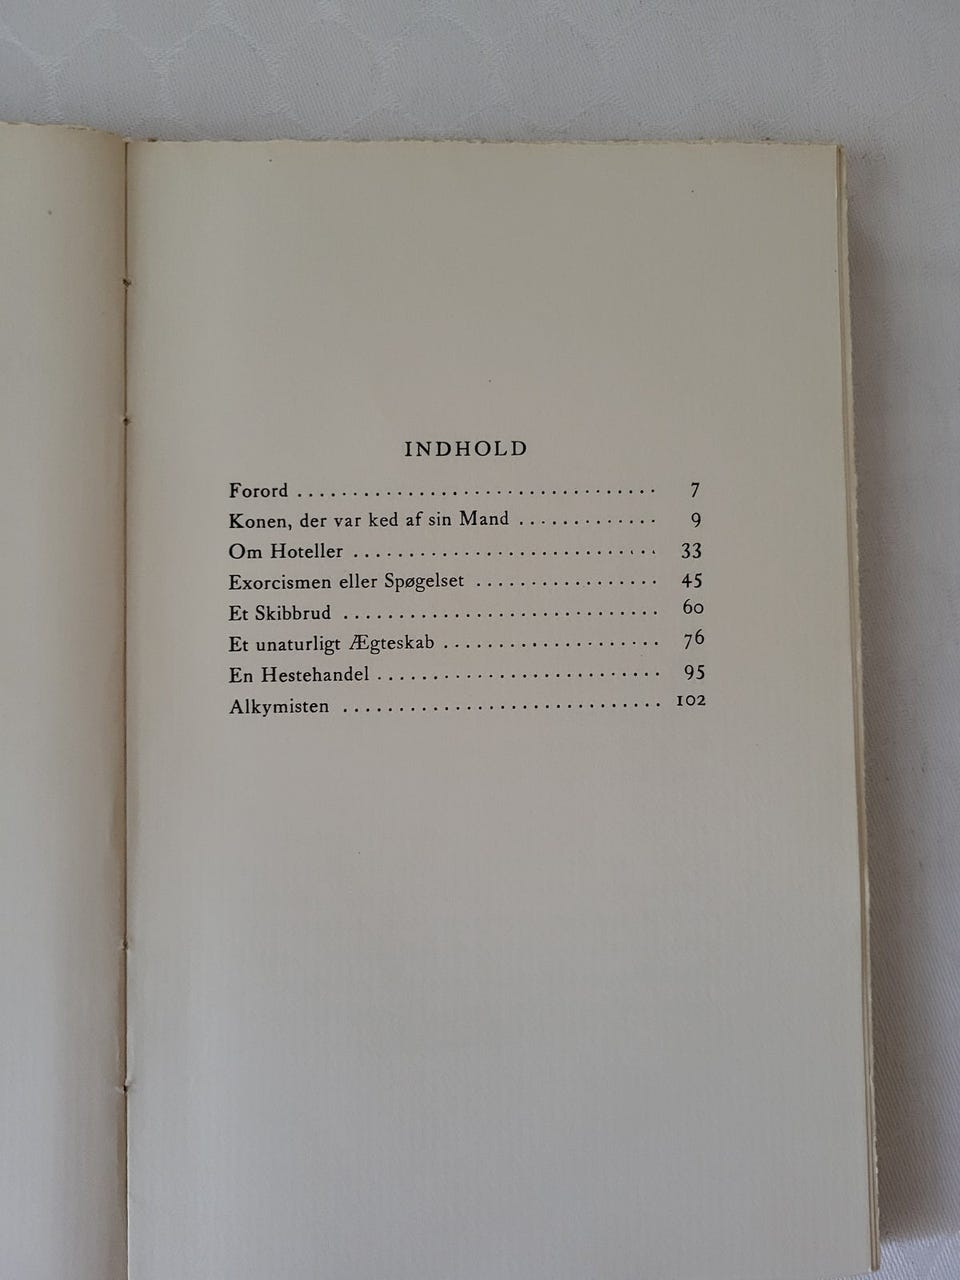 INDHOLD
Forord ................................ 7
Konen, der var ked af sin Mand ............. 9
Om Hoteller ........................... 33
Exorcismen eller Spøgelset ................. 45
Et Skibbrud ............................ 60
Et unaturligt Ægteskab .................... 76
En Hestehandel .......................... 95
Alkymisten ............................. 102